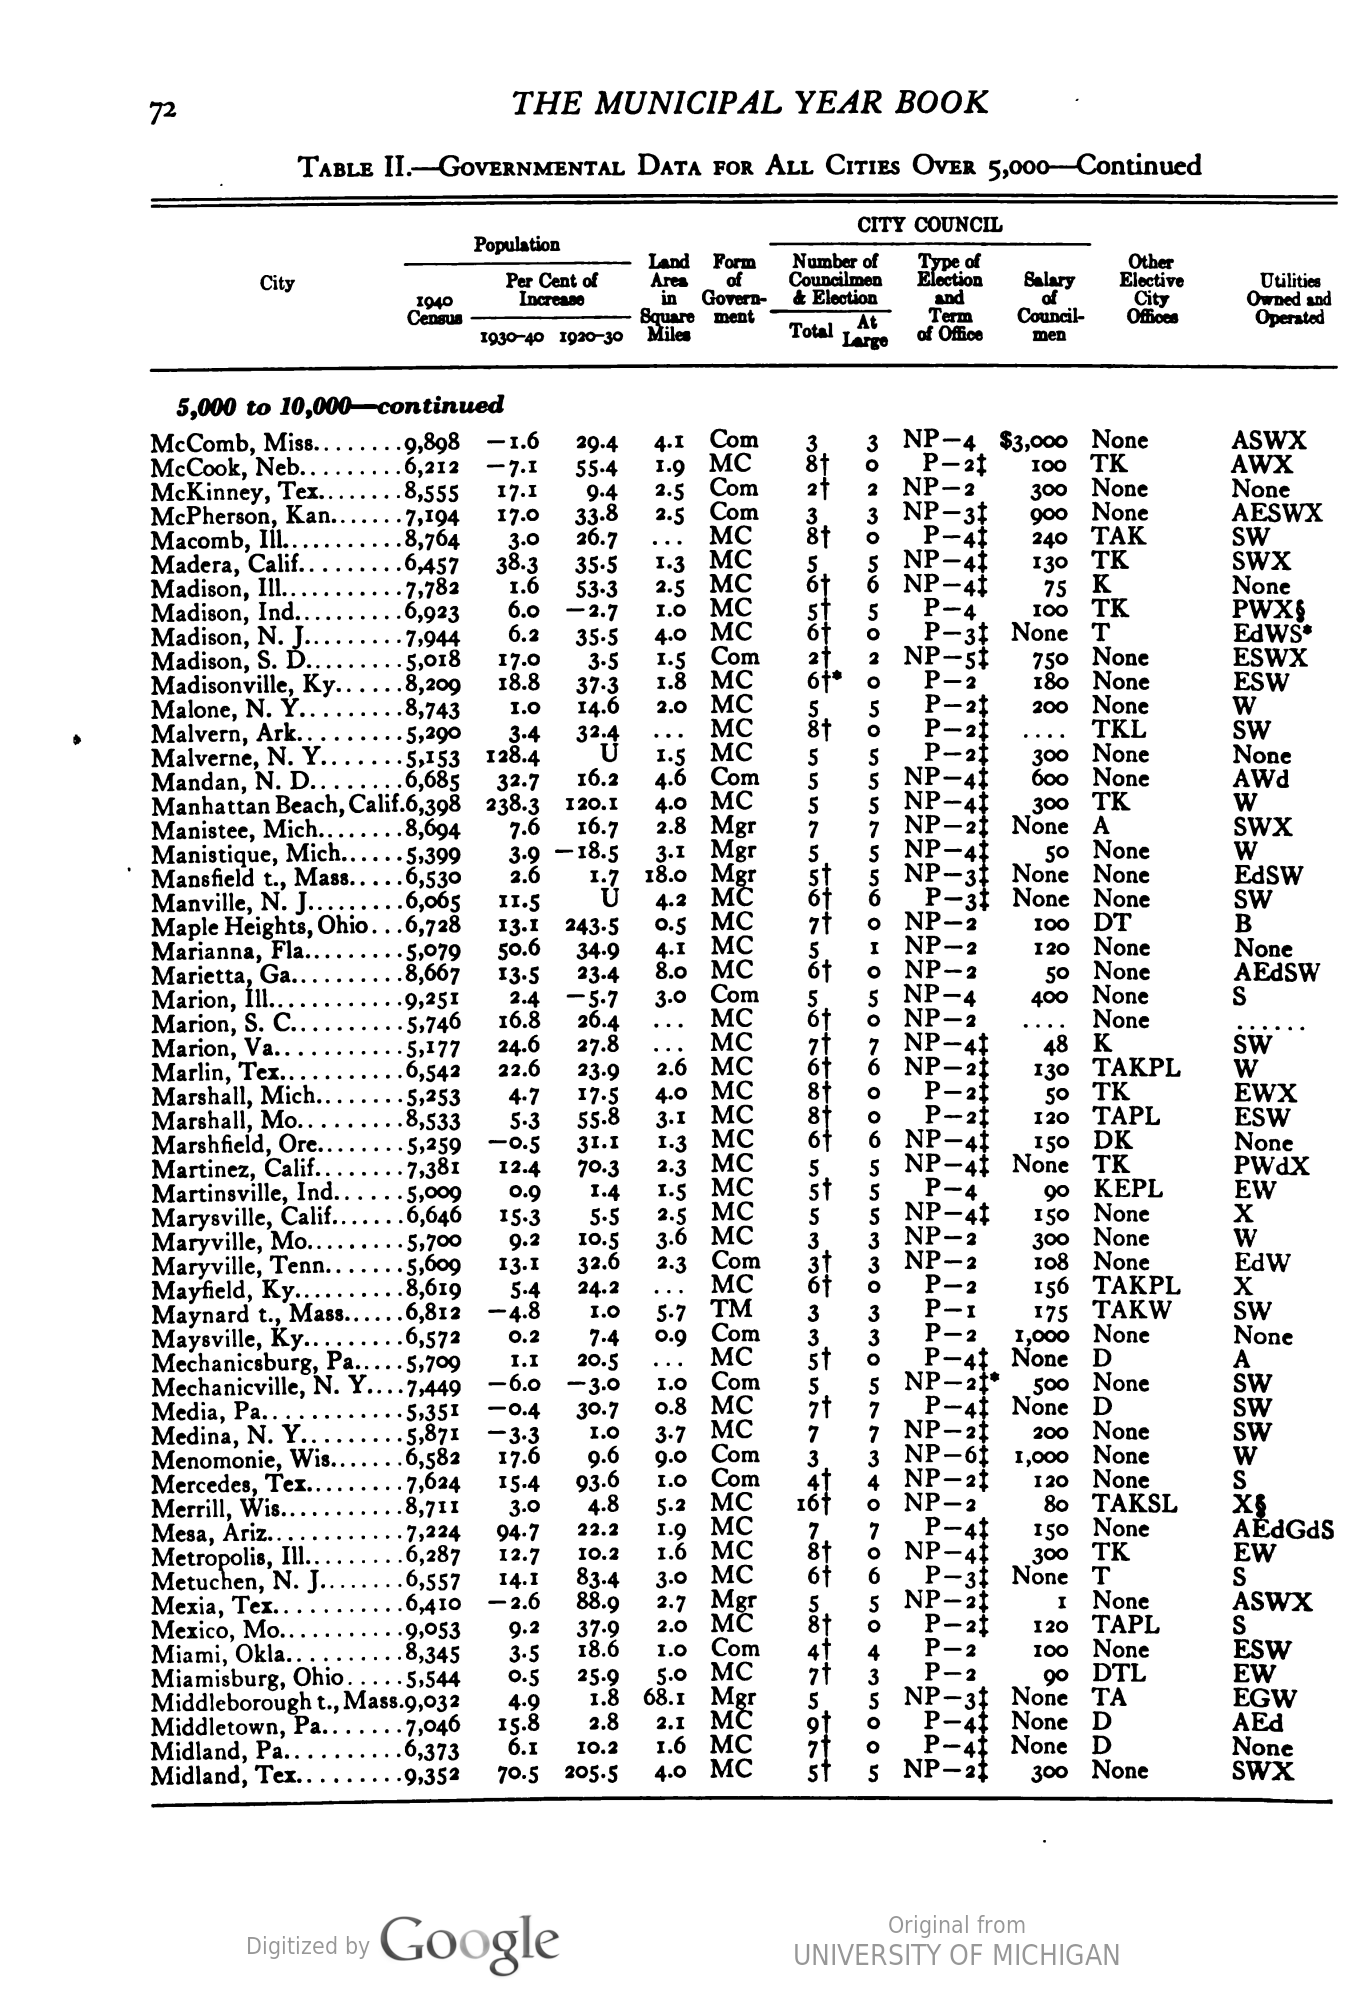 72 THE MUNICIPAL YEAR BOOK
TABLE II.—GOVERNMENTAL DATA FOR ALL CITIES OVER 5,000—Continued
CITY COUNCIL
Population
Land Form Number of Type of Other
City Per Cent of Area of Councilmen Election Salary Elective Utilities
1940 Increase in Govern- & Election and of City Owned and
Census Square ment Term Council- Offices Operated
1930-40 1920-30 Miles Total At Large of Office men
5,000 to 10,000—continued
McComb, Miss........9,898 −1.6 29.4 4.1 Com 3 3 NP−4 $3,000 None ASWX
McCook, Neb.........6,212 −7.1 55.4 1.9 MC 8† 0 P−2‡ 100 TK AWX
McKinney, Tex.......8,555 17.1 9.4 2.5 Com 2† 2 NP−2 300 None None
McPherson, Kan.......7,194 17.0 33.8 2.5 Com 3 3 NP−3‡ 900 None AESWX
Macomb, Ill..........8,764 3.0 26.7 ... MC 8† 0 P−4‡ 240 TAK SW
Madera, Calif.........6,457 38.3 35.5 1.3 MC 5 5 NP−4‡ 130 TK SWX
Madison, Ill..........7,782 1.6 53.3 2.5 MC 6† 6 NP−4‡ 75 K None
Madison, Ind.........6,923 6.0 −2.7 1.0 MC 5† 5 P−4 100 TK PWX§
Madison, N. J.........7,944 6.2 35.5 4.0 MC 6† 0 P−3‡ None T EdWS*
Madison, S. D.........5,018 17.0 3.5 1.5 Com 2† 2 NP−5‡ 750 None ESWX
Madisonville, Ky......8,209 18.8 37.3 1.8 MC 6†* 0 P−2 180 None ESW
Malone, N. Y.........8,743 1.0 14.6 2.0 MC 5 5 P−2‡ 200 None W
Malvern, Ark.........5,290 3.4 32.4 ... MC 8† 0 P−2‡ .... TKL SW
Malverne, N. Y.......5,153 128.4 U 1.5 MC 5 5 P−2‡ 300 None None
Mandan, N. D........6,685 32.7 16.2 4.6 Com 5 5 NP−4‡ 600 None AWd
Manhattan Beach, Calif.6,398 238.3 120.1 4.0 MC 5 5 NP−4‡ 300 TK W
Manistee, Mich........8,694 7.6 16.7 2.8 Mgr 7 7 NP−2‡ None A SWX
Manistique, Mich......5,399 3.9 −18.5 3.1 Mgr 5 5 NP−4‡ 50 None W
Mansfield t., Mass.....6,530 2.6 1.7 18.0 Mgr 5† 5 NP−3‡ None None EdSW
Manville, N. J.........6,065 11.5 U 4.2 MC 6† 6 P−3‡ None None SW
Maple Heights, Ohio...6,728 13.1 243.5 0.5 MC 7† 0 NP−2 100 DT B
Marianna, Fla.........5,079 50.6 34.9 4.1 MC 5 1 NP−2 120 None None
Marietta, Ga..........8,667 13.5 23.4 8.0 MC 6† 0 NP−2 50 None AEdSW
Marion, Ill............9,251 2.4 −5.7 3.0 Com 5 5 NP−4 400 None S
Marion, S. C..........5,746 16.8 26.4 ... MC 6† 0 NP−2 .... None ......
Marion, Va............5,177 24.6 27.8 ... MC 7† 7 NP−4‡ 48 K SW
Marlin, Tex...........6,542 22.6 23.9 2.6 MC 6† 6 NP−2‡ 130 TAKPL W
Marshall, Mich........5,253 4.7 17.5 4.0 MC 8† 0 P−2‡ 50 TK EWX
Marshall, Mo..........8,533 5.3 55.8 3.1 MC 8† 0 P−2‡ 120 TAPL ESW
Marshfield, Ore........5,259 −0.5 31.1 1.3 MC 6† 6 NP−4‡ 150 DK None
Martinez, Calif........7,381 12.4 70.3 2.3 MC 5 5 NP−4‡ None TK PWdX
Martinsville, Ind......5,009 0.9 1.4 1.5 MC 5† 5 P−4 90 KEPL EW
Marysville, Calif.......6,646 15.3 5.5 2.5 MC 5 5 NP−4‡ 150 None X
Maryville, Mo.........5,700 9.2 10.5 3.6 MC 3 3 NP−2 300 None W
Maryville, Tenn.......5,609 13.1 32.6 2.3 Com 3† 3 NP−2 108 None EdW
Mayfield, Ky..........8,619 5.4 24.2 ... MC 6† 0 P−2 156 TAKPL X
Maynard t., Mass......6,812 −4.8 1.0 5.7 TM 3 3 P−1 175 TAKW SW
Maysville, Ky.........6,572 0.2 7.4 0.9 Com 3 3 P−2 1,000 None None
Mechanicsburg, Pa.....5,709 1.1 20.5 ... MC 5† 0 P−4‡ None D A
Mechanicville, N. Y....7,449 −6.0 −3.0 1.0 Com 5 5 NP−2‡* 500 None SW
Media, Pa............5,351 −0.4 30.7 0.8 MC 7† 7 P−4‡ None D SW
Medina, N. Y.........5,871 −3.3 1.0 3.7 MC 7 7 NP−2‡ 200 None SW
Menomonie, Wis.......6,582 17.6 9.6 9.0 Com 3 3 NP−6‡ 1,000 None W
Mercedes, Tex.........7,624 15.4 93.6 1.0 Com 4† 4 NP−2‡ 120 None S
Merrill, Wis...........8,711 3.0 4.8 5.2 MC 16† 0 NP−2 80 TAKSL X§
Mesa, Ariz............7,224 94.7 22.2 1.9 MC 7 7 P−4‡ 150 None AEdGdS
Metropolis, Ill.........6,287 12.7 10.2 1.6 MC 8† 0 NP−4‡ 300 TK EW
Metuchen, N. J........6,557 14.1 83.4 3.0 MC 6† 6 P−3‡ None T S
Mexia, Tex............6,410 −2.6 88.9 2.7 Mgr 5 5 NP−2‡ 1 None ASWX
Mexico, Mo...........9,053 9.2 37.9 2.0 MC 8† 0 P−2‡ 120 TAPL S
Miami, Okla..........8,345 3.5 18.6 1.0 Com 4† 4 P−2 100 None ESW
Miamisburg, Ohio.....5,544 0.5 25.9 5.0 MC 7† 3 P−2 90 DTL EW
Middleborough t., Mass.9,032 4.9 1.8 68.1 Mgr 5 5 NP−3‡ None TA EGW
Middletown, Pa.......7,046 15.8 2.8 2.1 MC 9† 0 P−4‡ None D AEd
Midland, Pa..........6,373 6.1 10.2 1.6 MC 7† 0 P−4‡ None D None
Midland, Tex.........9,352 70.5 205.5 4.0 MC 5† 5 NP−2‡ 300 None SWX
Digitized by Google
Original from
UNIVERSITY OF MICHIGAN